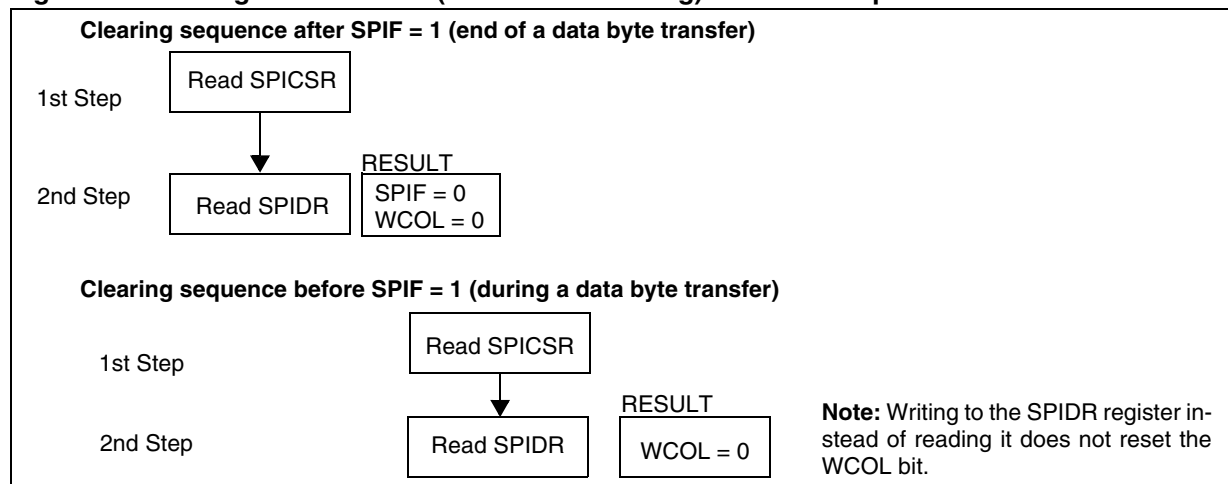 Clearing sequence after SPIF = 1 (end of a data byte transfer)
1st Step
Read SPICSR
2nd Step
Read SPIDR
RESULT
SPIF = 0
WCOL = 0
Clearing sequence before SPIF = 1 (during a data byte transfer)
1st Step
Read SPICSR
2nd Step
Read SPIDR
RESULT
WCOL = 0
Note: Writing to the SPIDR register in-
stead of reading it does not reset the
WCOL bit.